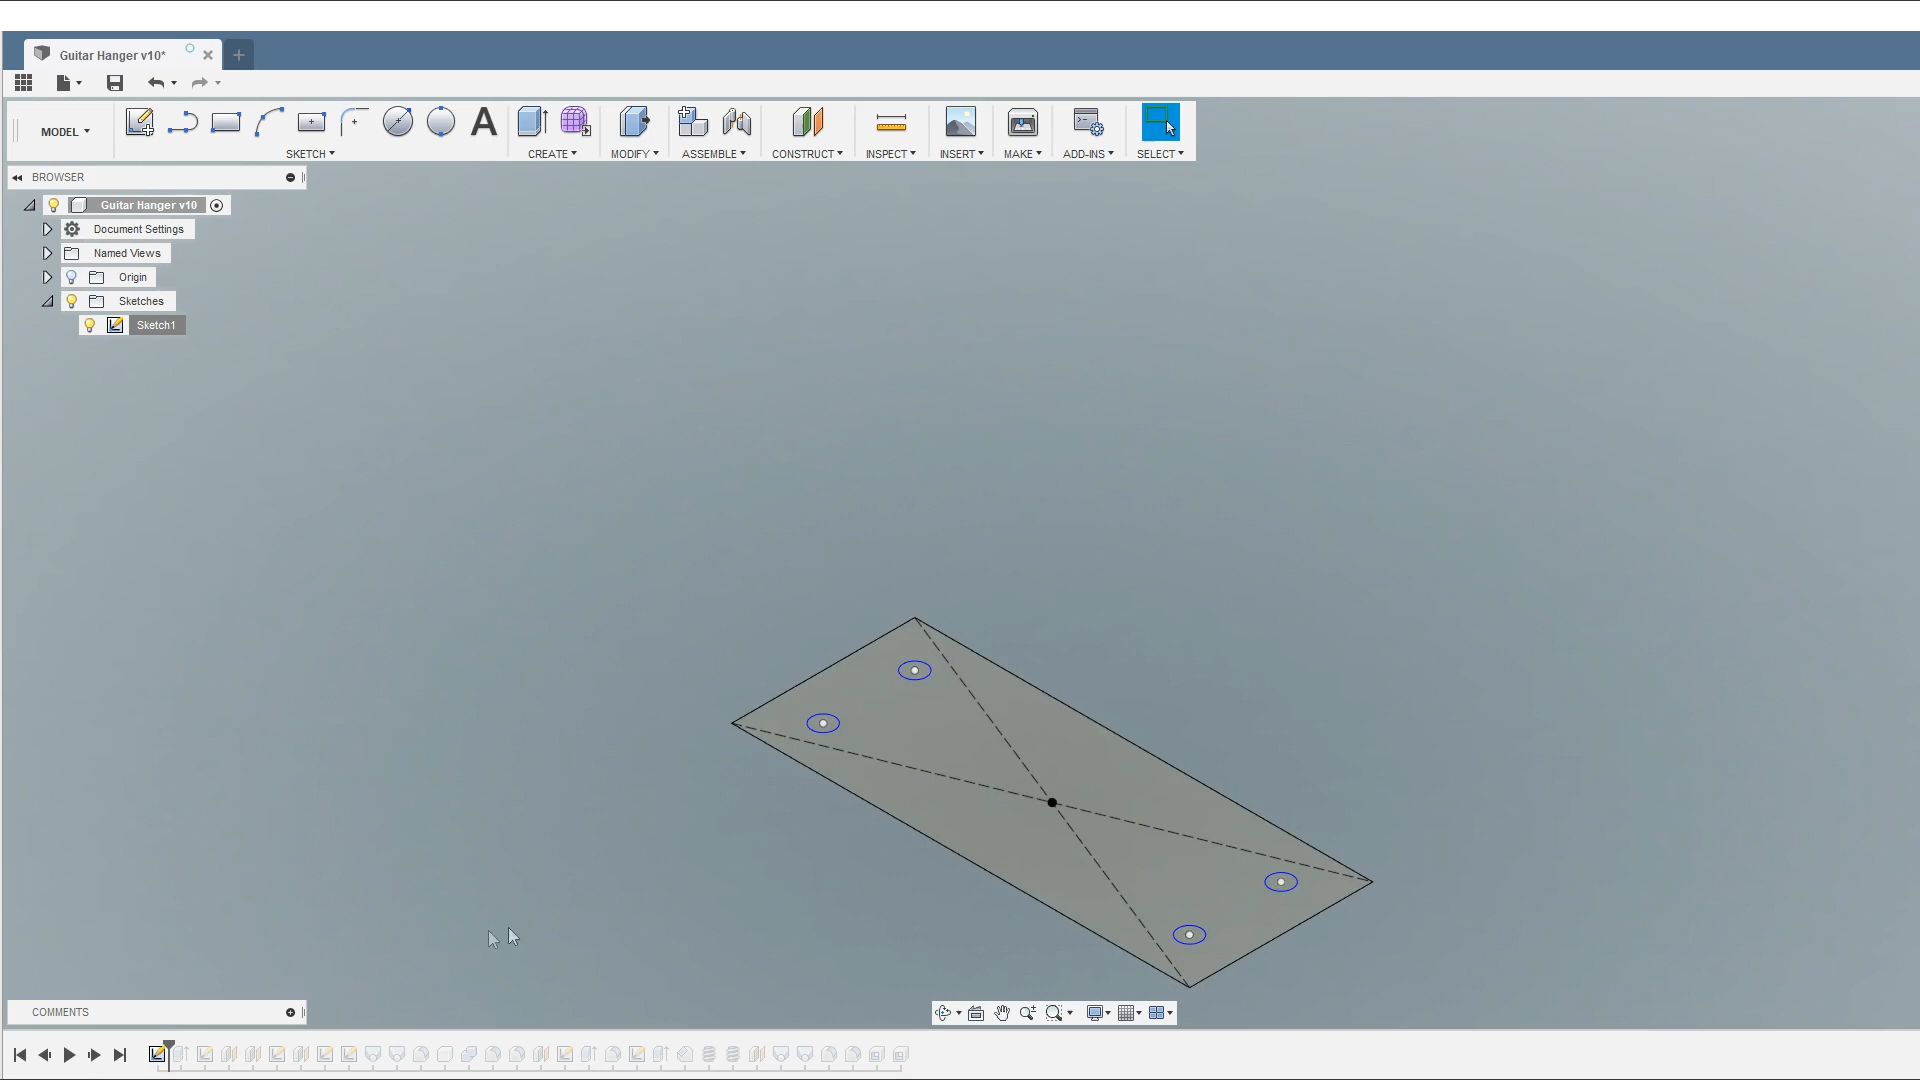 Guitar Hanger v10*
MODEL
SKETCH
CREATE
MODIFY
ASSEMBLE
CONSTRUCT
INSPECT
INSERT
MAKE
ADD-INS
SELECT
BROWSER
Guitar Hanger v10
Document Settings
Named Views
Origin
Sketches
Sketch1
COMMENTS